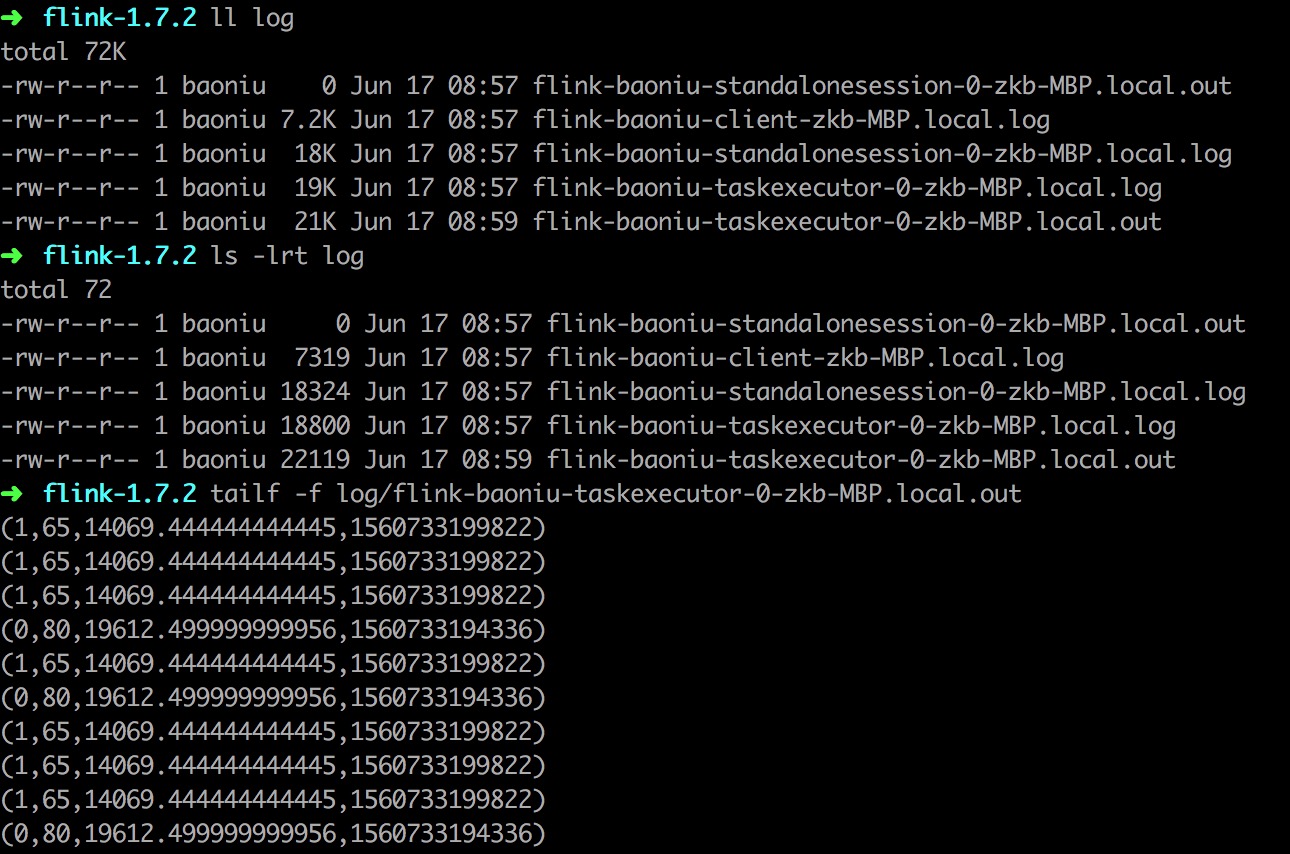 ➜ flink-1.7.2 ll log
total 72K
-rw-r--r-- 1 baoniu    0 Jun 17 08:57 flink-baoniu-standalonesession-0-zkb-MBP.local.out
-rw-r--r-- 1 baoniu 7.2K Jun 17 08:57 flink-baoniu-client-zkb-MBP.local.log
-rw-r--r-- 1 baoniu  18K Jun 17 08:57 flink-baoniu-standalonesession-0-zkb-MBP.local.log
-rw-r--r-- 1 baoniu  19K Jun 17 08:57 flink-baoniu-taskexecutor-0-zkb-MBP.local.log
-rw-r--r-- 1 baoniu  21K Jun 17 08:59 flink-baoniu-taskexecutor-0-zkb-MBP.local.out
➜ flink-1.7.2 ls -lrt log
total 72
-rw-r--r-- 1 baoniu     0 Jun 17 08:57 flink-baoniu-standalonesession-0-zkb-MBP.local.out
-rw-r--r-- 1 baoniu  7319 Jun 17 08:57 flink-baoniu-client-zkb-MBP.local.log
-rw-r--r-- 1 baoniu 18324 Jun 17 08:57 flink-baoniu-standalonesession-0-zkb-MBP.local.log
-rw-r--r-- 1 baoniu 18800 Jun 17 08:57 flink-baoniu-taskexecutor-0-zkb-MBP.local.log
-rw-r--r-- 1 baoniu 22119 Jun 17 08:59 flink-baoniu-taskexecutor-0-zkb-MBP.local.out
➜ flink-1.7.2 tailf -f log/flink-baoniu-taskexecutor-0-zkb-MBP.local.out
(1,65,14069.444444444445,1560733199822)
(1,65,14069.444444444445,1560733199822)
(1,65,14069.444444444445,1560733199822)
(0,80,19612.499999999956,1560733194336)
(1,65,14069.444444444445,1560733199822)
(0,80,19612.499999999956,1560733194336)
(1,65,14069.444444444445,1560733199822)
(1,65,14069.444444444445,1560733199822)
(1,65,14069.444444444445,1560733199822)
(0,80,19612.499999999956,1560733194336)